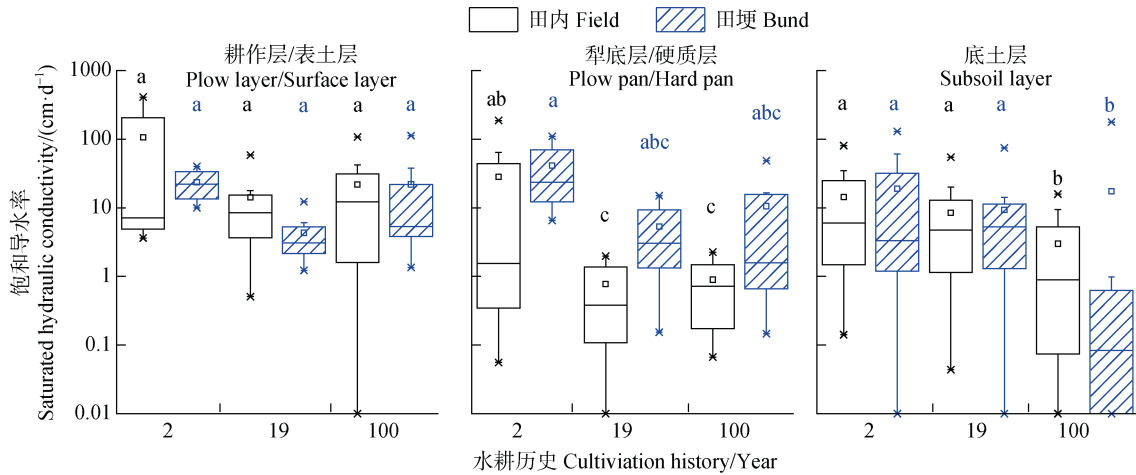 田内 Field 田埂 Bund
耕作层/表土层
Plow layer/Surface layer
犁底层/硬质层
Plow pan/Hard pan
底土层
Subsoil layer
饱和导水率
Saturated hydraulic conductivity/(cm·d⁻¹)
1000
100
10
1
0.1
0.01
a a a a a a
ab a c abc c abc
a a a a b b
2 19 100 2 19 100 2 19 100
水耕历史 Cultiviation history/Year